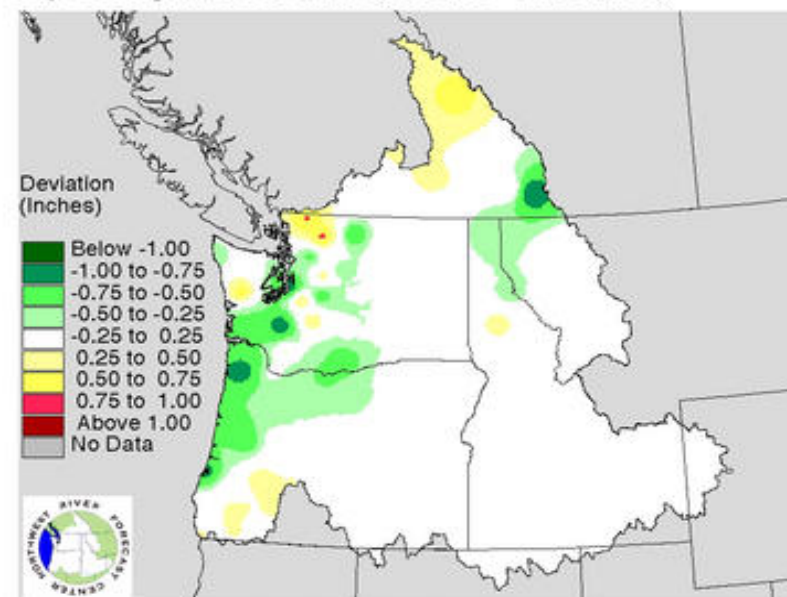 Deviation
(Inches)
Below -1.00
-1.00 to -0.75
-0.75 to -0.50
-0.50 to -0.25
-0.25 to 0.25
0.25 to 0.50
0.50 to 0.75
0.75 to 1.00
Above 1.00
No Data
NORTHWEST RIVER FORECAST CENTER